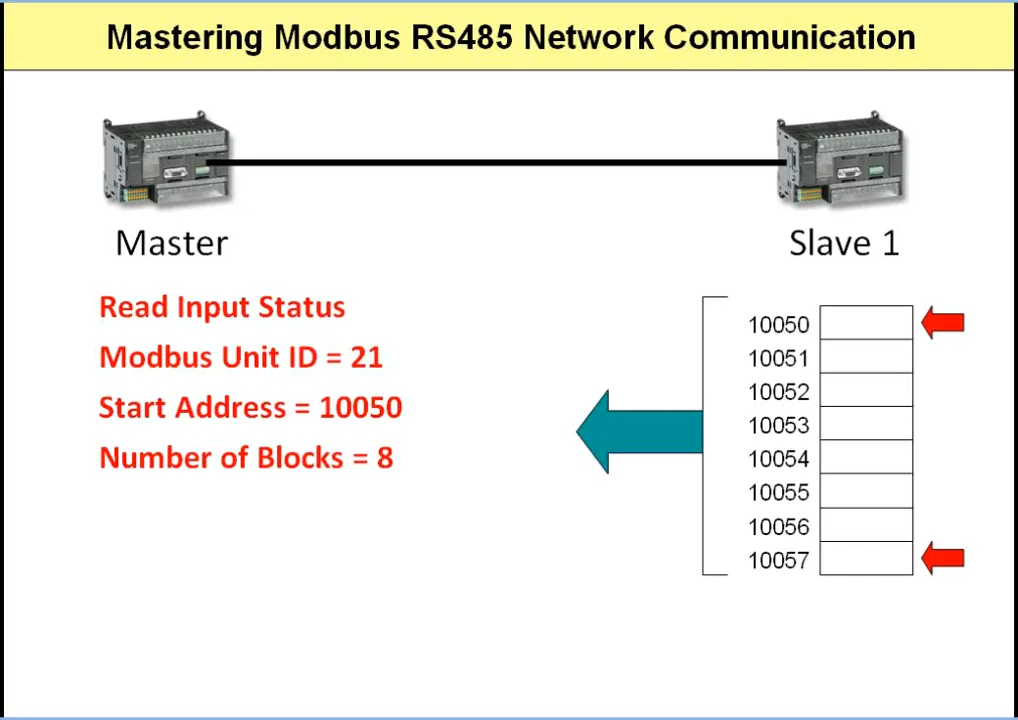 Mastering Modbus RS485 Network Communication
Master
Slave 1
Read Input Status
Modbus Unit ID = 21
Start Address = 10050
Number of Blocks = 8
10050
10051
10052
10053
10054
10055
10056
10057